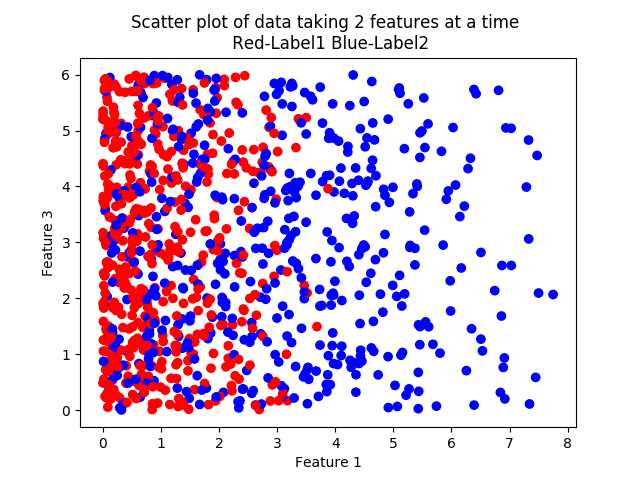 Scatter plot of data taking 2 features at a time
Red-Label1 Blue-Label2
6
5
4
3
2
1
0
Feature 3
0 1 2 3 4 5 6 7 8
Feature 1